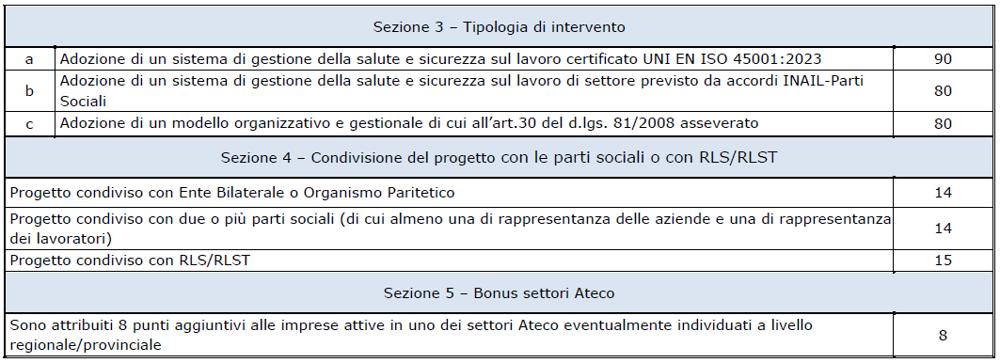 Sezione 3 – Tipologia di intervento
a Adozione di un sistema di gestione della salute e sicurezza sul lavoro certificato UNI EN ISO 45001:2023 90
b Adozione di un sistema di gestione della salute e sicurezza sul lavoro di settore previsto da accordi INAIL-Parti
Sociali 80
c Adozione di un modello organizzativo e gestionale di cui all’art.30 del d.lgs. 81/2008 asseverato 80
Sezione 4 – Condivisione del progetto con le parti sociali o con RLS/RLST
Progetto condiviso con Ente Bilaterale o Organismo Paritetico 14
Progetto condiviso con due o più parti sociali (di cui almeno una di rappresentanza delle aziende e una di rappresentanza
dei lavoratori) 14
Progetto condiviso con RLS/RLST 15
Sezione 5 – Bonus settori Ateco
Sono attribuiti 8 punti aggiuntivi alle imprese attive in uno dei settori Ateco eventualmente individuati a livello
regionale/provinciale 8